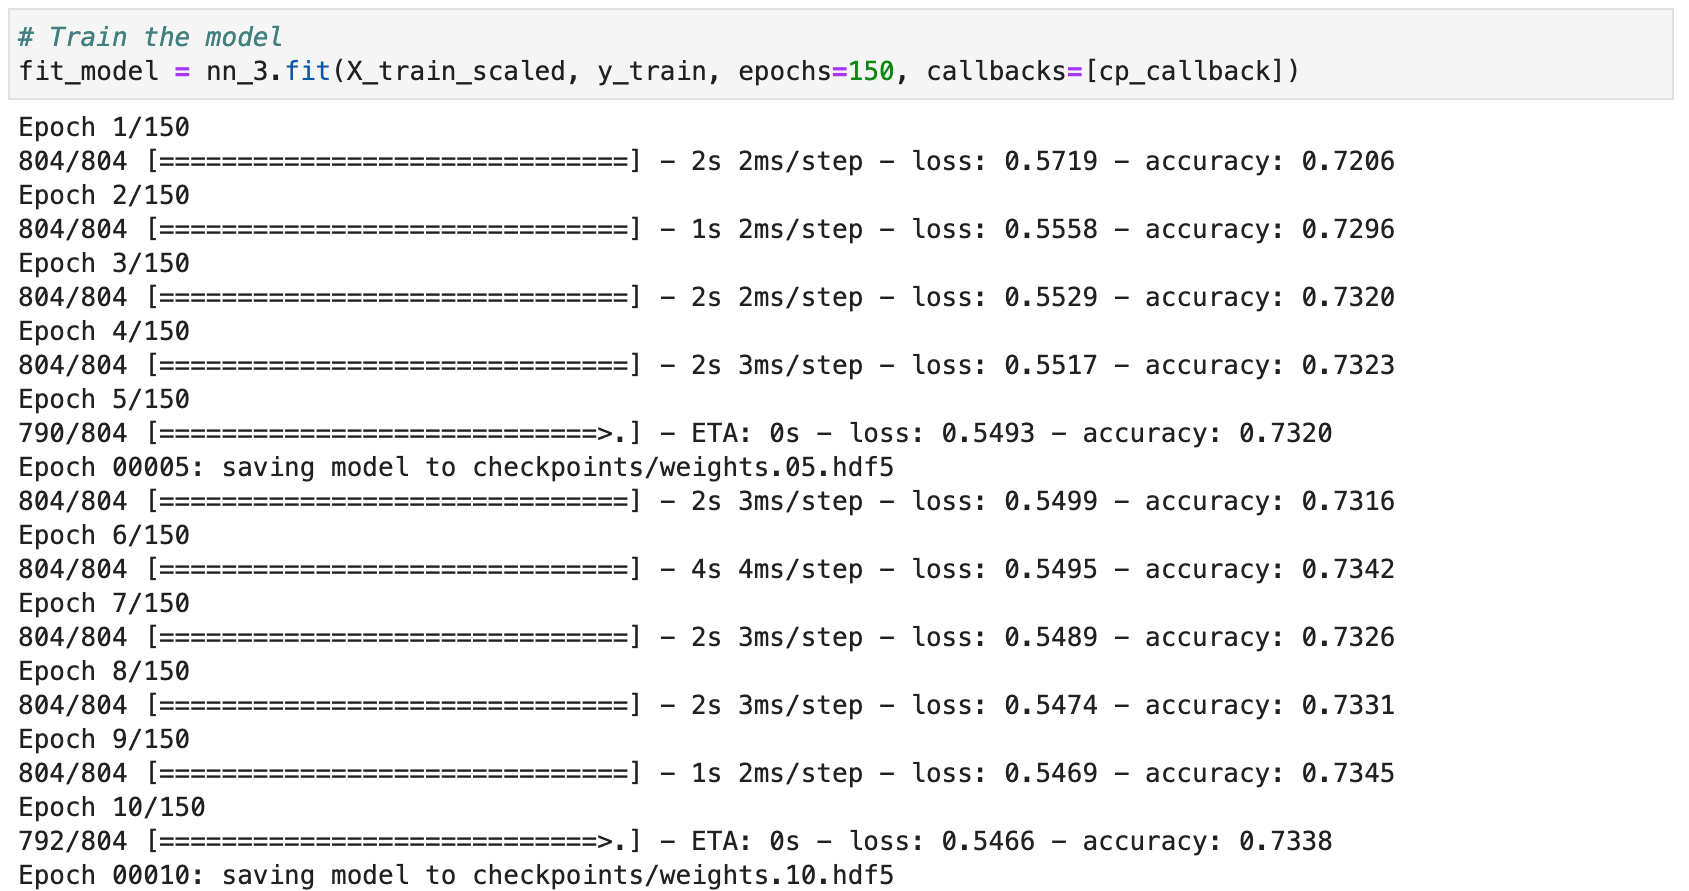 # Train the model
fit_model = nn_3.fit(X_train_scaled, y_train, epochs=150, callbacks=[cp_callback])
Epoch 1/150
804/804 [==============================] - 2s 2ms/step - loss: 0.5719 - accuracy: 0.7206
Epoch 2/150
804/804 [==============================] - 1s 2ms/step - loss: 0.5558 - accuracy: 0.7296
Epoch 3/150
804/804 [==============================] - 2s 2ms/step - loss: 0.5529 - accuracy: 0.7320
Epoch 4/150
804/804 [==============================] - 2s 3ms/step - loss: 0.5517 - accuracy: 0.7323
Epoch 5/150
790/804 [============================>.] - ETA: 0s - loss: 0.5493 - accuracy: 0.7320
Epoch 00005: saving model to checkpoints/weights.05.hdf5
804/804 [==============================] - 2s 3ms/step - loss: 0.5499 - accuracy: 0.7316
Epoch 6/150
804/804 [==============================] - 4s 4ms/step - loss: 0.5495 - accuracy: 0.7342
Epoch 7/150
804/804 [==============================] - 2s 3ms/step - loss: 0.5489 - accuracy: 0.7326
Epoch 8/150
804/804 [==============================] - 2s 3ms/step - loss: 0.5474 - accuracy: 0.7331
Epoch 9/150
804/804 [==============================] - 1s 2ms/step - loss: 0.5469 - accuracy: 0.7345
Epoch 10/150
792/804 [============================>.] - ETA: 0s - loss: 0.5466 - accuracy: 0.7338
Epoch 00010: saving model to checkpoints/weights.10.hdf5